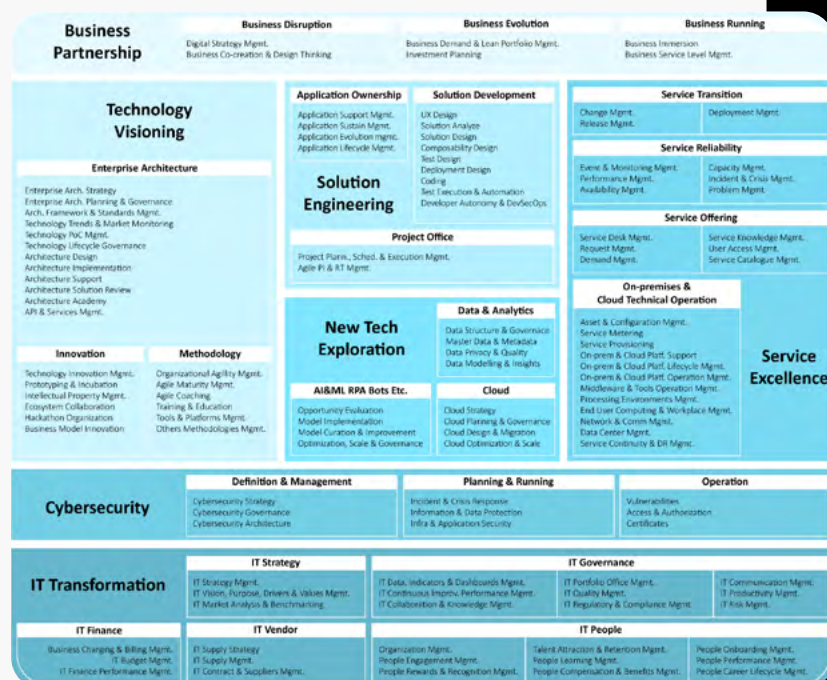 Business Partnership
Business Disruption
Digital Strategy Mgmt.
Business Co-creation & Design Thinking
Business Evolution
Business Demand & Lean Portfolio Mgmt.
Investment Planning
Business Running
Business Immersion
Business Service Level Mgmt.
Technology Visioning
Enterprise Architecture
Enterprise Arch. Strategy
Enterprise Arch. Planning & Governance
Arch. Framework & Standards Mgmt.
Technology Trends & Market Monitoring
Technology PoC Mgmt.
Technology Lifecycle Governance
Architecture Design
Architecture Implementation
Architecture Support
Architecture Solution Review
Architecture Academy
API & Services Mgmt.
Innovation
Technology Innovation Mgmt.
Prototyping & Incubation
Intellectual Property Mgmt.
Ecosystem Collaboration
Hackathon Organization
Business Model Innovation
Methodology
Organizational Agility Mgmt.
Agile Maturity Mgmt.
Agile Coaching
Training & Education
Tools & Platforms Mgmt.
Others Methodologies Mgmt.
Application Ownership
Application Support Mgmt.
Application Sustain Mgmt.
Application Evolution mgmt.
Application Lifecycle Mgmt.
Solution Engineering
Solution Development
UX Design
Solution Analyze
Solution Design
Composability Design
Test Design
Deployment Design
Coding
Test Execution & Automation
Developer Autonomy & DevSecOps
Project Office
Project Plann., Sched. & Execution Mgmt.
Agile PI & RT Mgmt.
New Tech Exploration
Data & Analytics
Data Structure & Governace
Master Data & Metadata
Data Privacy & Quality
Data Modelling & Insights
AI&ML RPA Bots Etc.
Opportunity Evaluation
Model Implementation
Model Curation & Improvement
Optimization, Scale & Governance
Cloud
Cloud Strategy
Cloud Planning & Governance
Cloud Design & Migration
Cloud Optimization & Scale
Service Transition
Change Mgmt.
Release Mgmt.
Deployment Mgmt.
Service Reliability
Event & Monitoring Mgmt.
Performance Mgmt.
Availability Mgmt.
Capacity Mgmt.
Incident & Crisis Mgmt.
Problem Mgmt.
Service Offering
Service Desk Mgmt.
Request Mgmt.
Demand Mgmt.
Service Knowledge Mgmt.
User Access Mgmt.
Service Catalogue Mgmt.
On-premises &
Cloud Technical Operation
Asset & Configuration Mgmt.
Service Metering
Service Provisioning
On-prem & Cloud Platf. Support
On-prem & Cloud Platf. Lifecycle Mgmt.
On-prem & Cloud Platf. Operation Mgmt.
Middleware & Tools Operation Mgmt.
Processing Environments Mgmt.
End User Computing & Workplace Mgmt.
Network & Comm Mgmt.
Data Center Mgmt.
Service Continuity & DR Mgmt.
Service Excellence
Cybersecurity
Definition & Management
Cybersecurity Strategy
Cybersecurity Governance
Cybersecurity Architecture
Planning & Running
Incident & Crisis Response
Information & Data Protection
Infra & Application Security
Operation
Vulnerabilities
Access & Authorization
Certificates
IT Transformation
IT Strategy
IT Strategy Mgmt.
IT Vision, Purpose, Drivers & Values Mgmt.
IT Market Analysis & Benchmarking
IT Governance
IT Data, Indicators & Dashboards Mgmt.
IT Continuous Improv. Performance Mgmt.
IT Collaboration & Knowledge Mgmt.
IT Portfolio Office Mgmt.
IT Quality Mgmt.
IT Regulatory & Compliance Mgmt
IT Communication Mgmt.
IT Productivity Mgmt.
IT Risk Mgmt.
IT Finance
Business Charging & Billing Mgmt.
IT Budget Mgmt.
IT Finance Performance Mgmt.
IT Vendor
IT Supply Strategy
IT Supply Mgmt.
IT Contract & Suppliers Mgmt.
IT People
Organization Mgmt.
People Engagement Mgmt.
People Rewards & Recognition Mgmt.
Talent Attraction & Retention Mgmt.
People Learning Mgmt.
People Compensation & Benefits Mgmt.
People Onboarding Mgmt.
People Performance Mgmt.
People Career Lifecycle Mgmt.